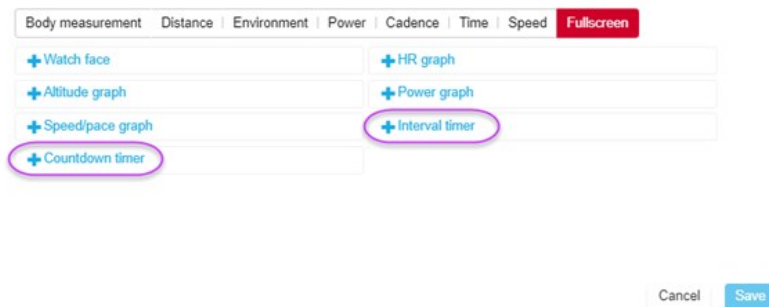 Body measurement Distance Environment Power Cadence Time Speed Fullscreen
Watch face HR graph
Altitude graph Power graph
Speed/pace graph Interval timer
Countdown timer
Cancel Save